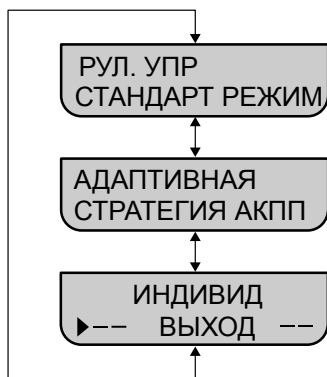 РУЛ. УПР
СТАНДАРТ РЕЖИМ
АДАПТИВНАЯ
СТРАТЕГИЯ АКПП
ИНДИВИД
▶-- ВЫХОД --